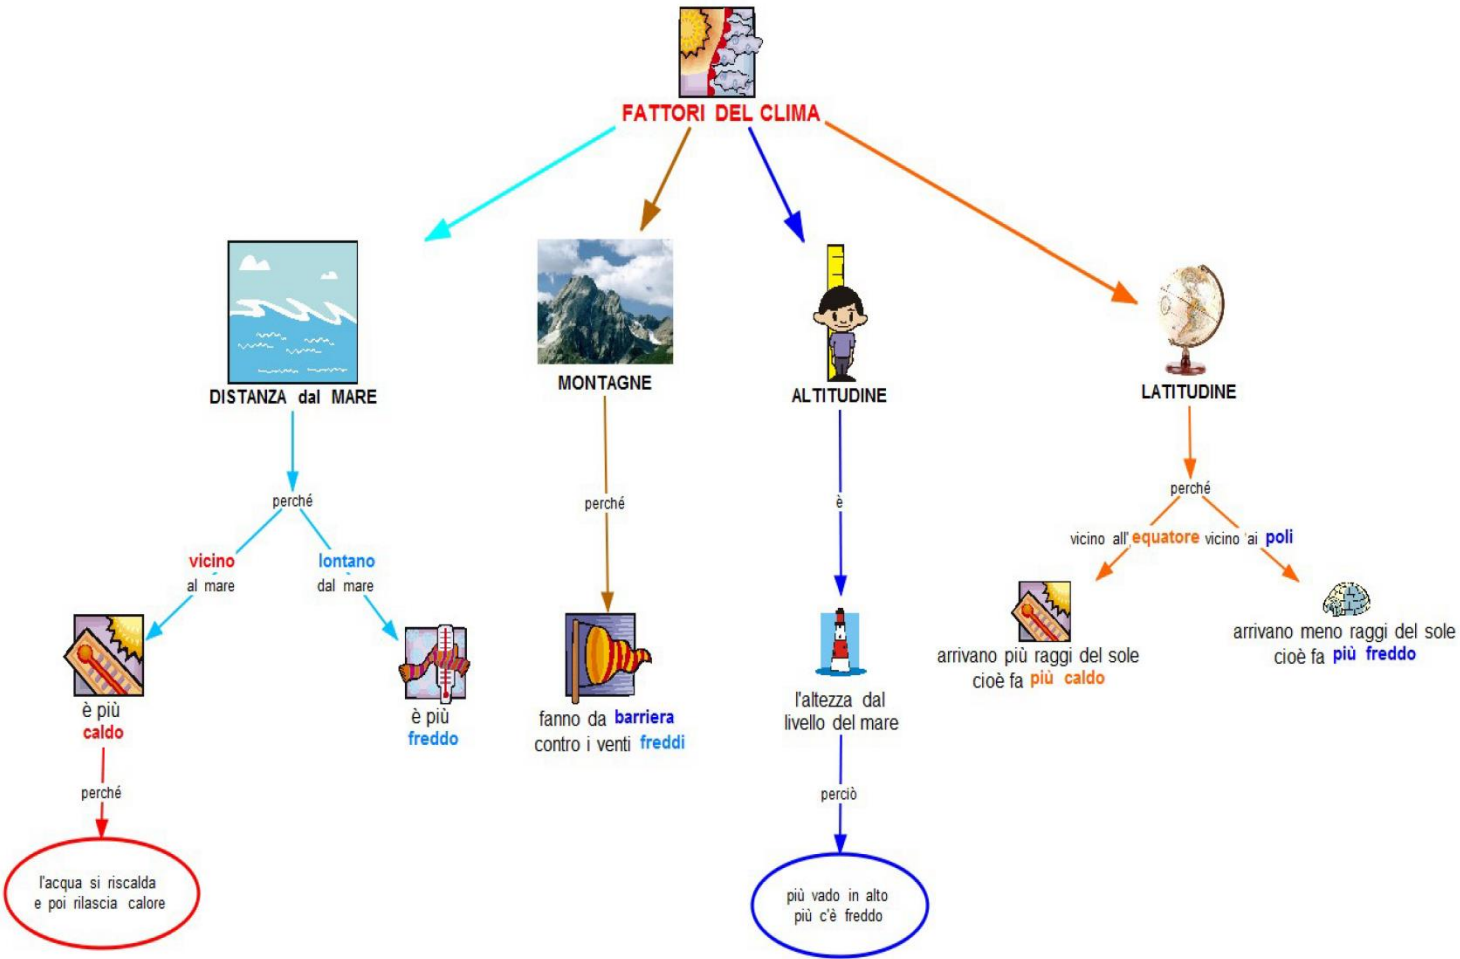 FATTORI DEL CLIMA
DISTANZA dal MARE
perché
vicino
al mare
è più
caldo
perché
l'acqua si riscalda
e poi rilascia calore
lontano
dal mare
è più
freddo
MONTAGNE
perché
fanno da barriera
contro i venti freddi
ALTITUDINE
è
l'altezza dal
livello del mare
perciò
più vado in alto
più c'è freddo
LATITUDINE
perché
vicino all' equatore
arrivano più raggi del sole
cioè fa più caldo
vicino 'ai poli
arrivano meno raggi del sole
cioè fa più freddo